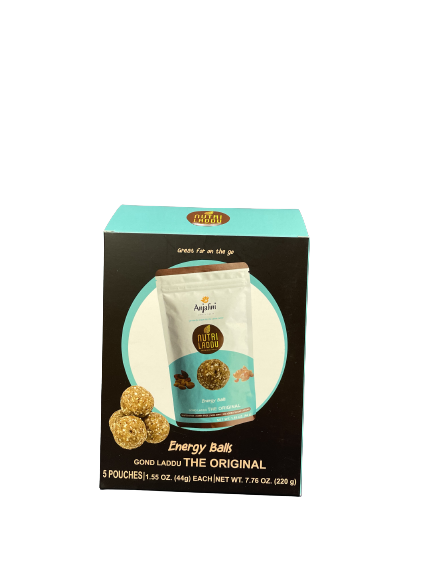 NUTRI
LADDU
Great for on the go
Anjalini
NUTRI
LADDU
Energy Balls
THE ORIGINAL
Energy Balls
GOND LADDU THE ORIGINAL
5 POUCHES|1.55 OZ. (44g) EACH|NET WT. 7.76 OZ. (220 g)